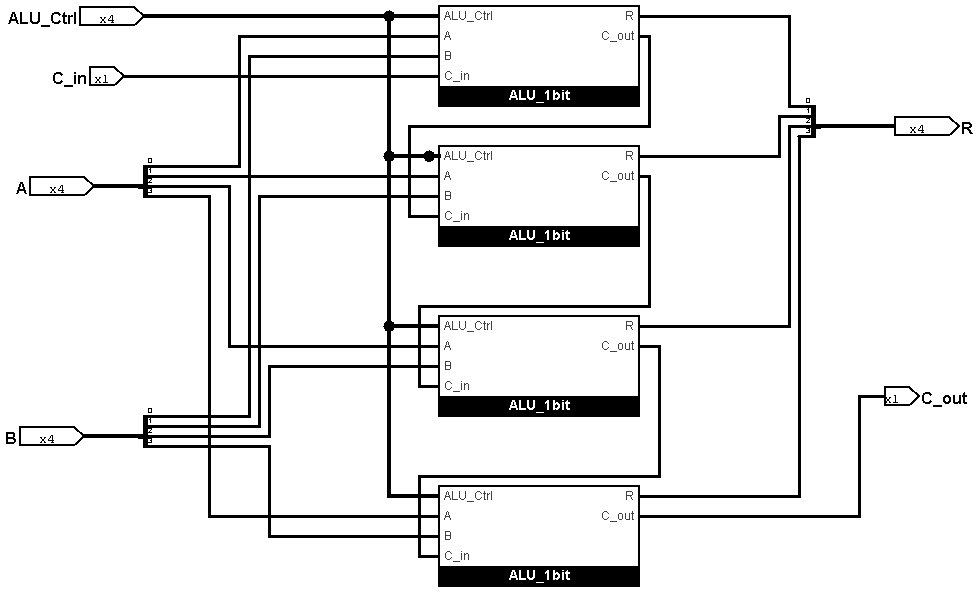 ALU_Ctrl x4
C_in x1
ALU_Ctrl R
A C_out
B
C_in
ALU_1bit
0
1
2
3
x4 R
A x4
0
1
2
3
ALU_Ctrl R
A C_out
B
C_in
ALU_1bit
ALU_Ctrl R
A C_out
B
C_in
ALU_1bit
x1 C_out
B x4
0
1
2
3
ALU_Ctrl R
A C_out
B
C_in
ALU_1bit